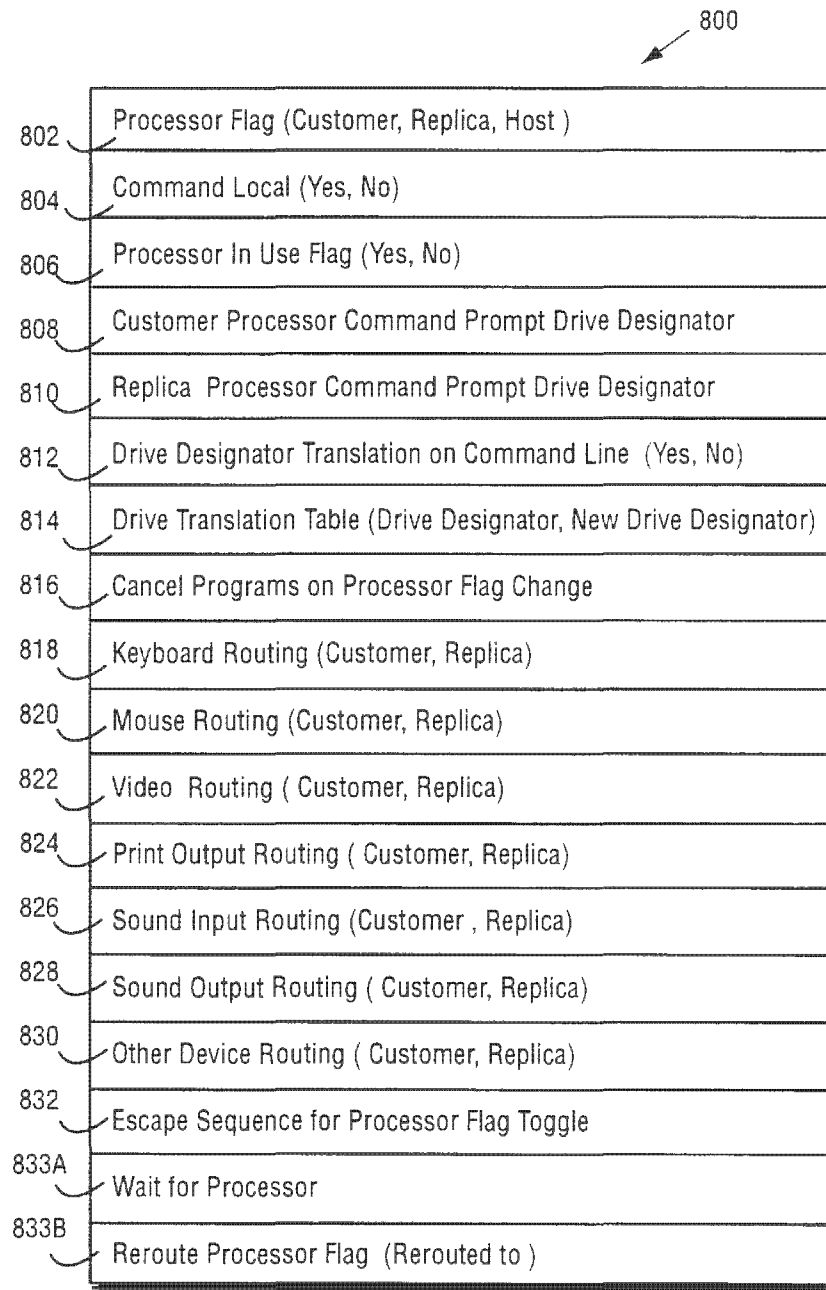 800
802 Processor Flag (Customer, Replica, Host )
804 Command Local (Yes, No)
806 Processor In Use Flag (Yes, No)
808 Customer Processor Command Prompt Drive Designator
810 Replica Processor Command Prompt Drive Designator
812 Drive Designator Translation on Command Line (Yes, No)
814 Drive Translation Table (Drive Designator, New Drive Designator)
816 Cancel Programs on Processor Flag Change
818 Keyboard Routing (Customer, Replica)
820 Mouse Routing (Customer, Replica)
822 Video Routing ( Customer, Replica)
824 Print Output Routing ( Customer, Replica)
826 Sound Input Routing (Customer , Replica)
828 Sound Output Routing ( Customer, Replica)
830 Other Device Routing ( Customer, Replica)
832 Escape Sequence for Processor Flag Toggle
833A Wait for Processor
833B Reroute Processor Flag (Rerouted to )